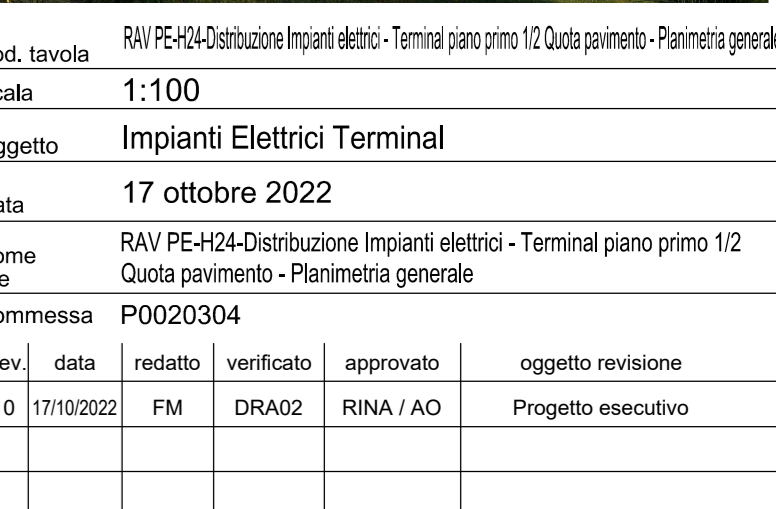 od. tavola RAV PE-H24-Distribuzione Impianti elettrici - Terminal piano primo 1/2 Quota pavimento - Planimetria generale
cala 1:100
ggetto Impianti Elettrici Terminal
ata 17 ottobre 2022
ome RAV PE-H24-Distribuzione Impianti elettrici - Terminal piano primo 1/2
e Quota pavimento - Planimetria generale
ommessa P0020304
ev. data redatto verificato approvato oggetto revisione
0 17/10/2022 FM DRA02 RINA / AO Progetto esecutivo